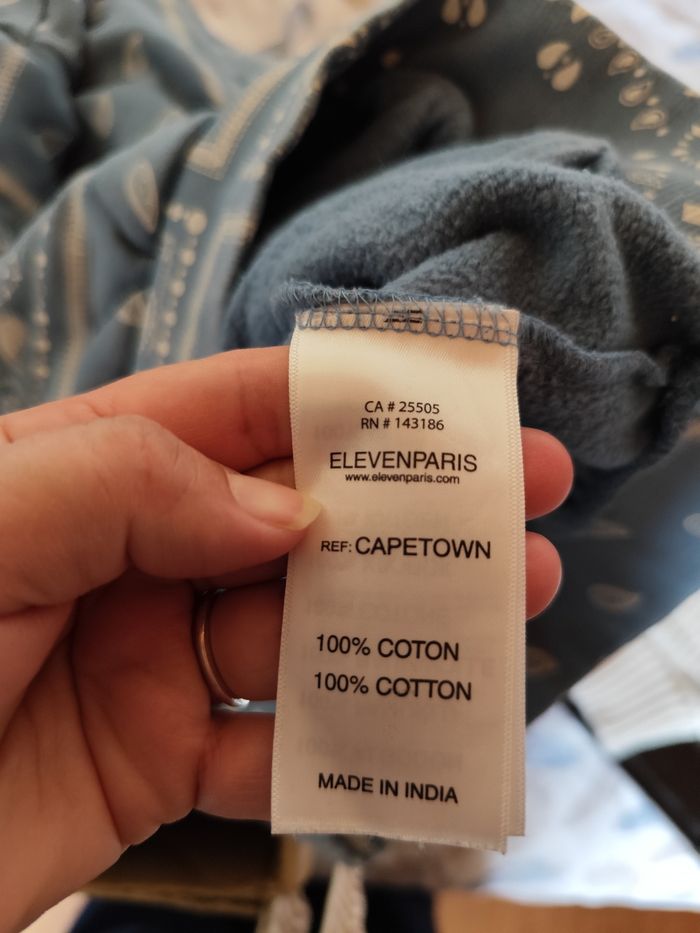 CA # 25505
RN # 143186
ELEVENPARIS
www.elevenparis.com
REF: CAPETOWN
100% COTON
100% COTTON
MADE IN INDIA